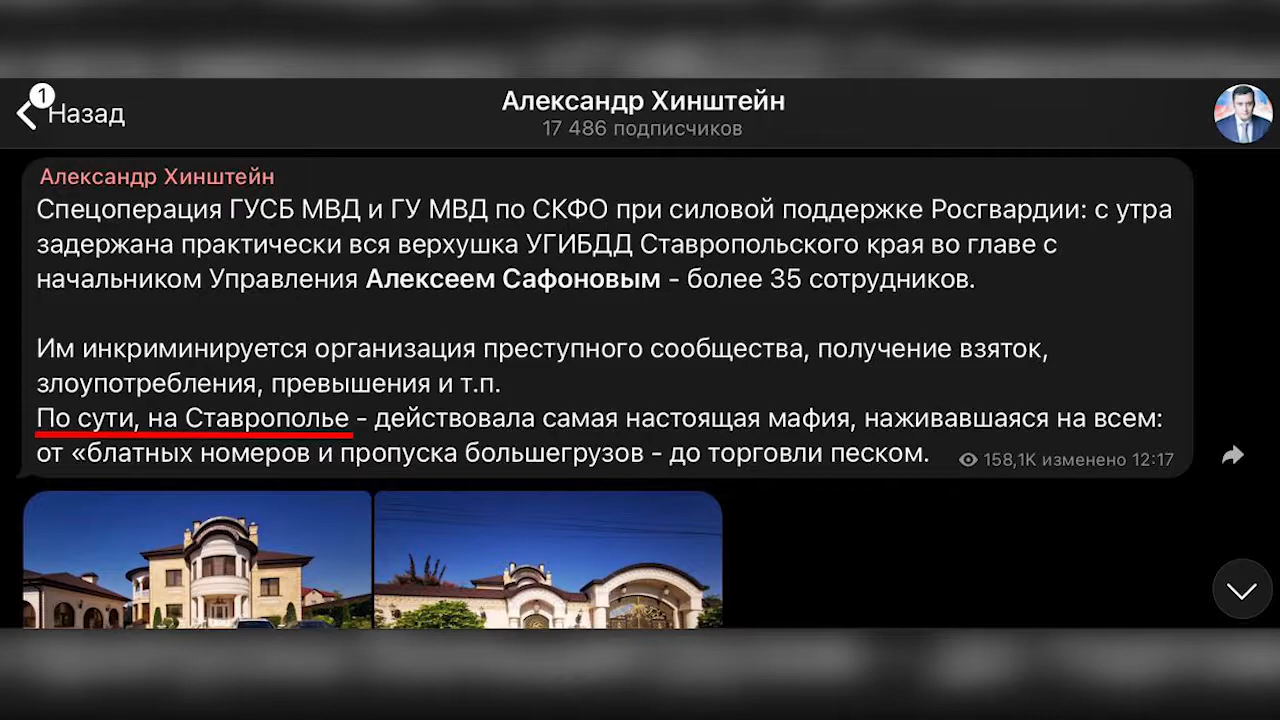 1
Назад
Александр Хинштейн
17 486 подписчиков
Александр Хинштейн
Спецоперация ГУСБ МВД и ГУ МВД по СКФО при силовой поддержке Росгвардии: с утра
задержана практически вся верхушка УГИБДД Ставропольского края во главе с
начальником Управления Алексеем Сафоновым - более 35 сотрудников.
Им инкриминируется организация преступного сообщества, получение взяток,
злоупотребления, превышения и т.п.
По сути, на Ставрополье - действовала самая настоящая мафия, наживавшаяся на всем:
от «блатных номеров и пропуска большегрузов - до торговли песком.
158,1K изменено 12:17